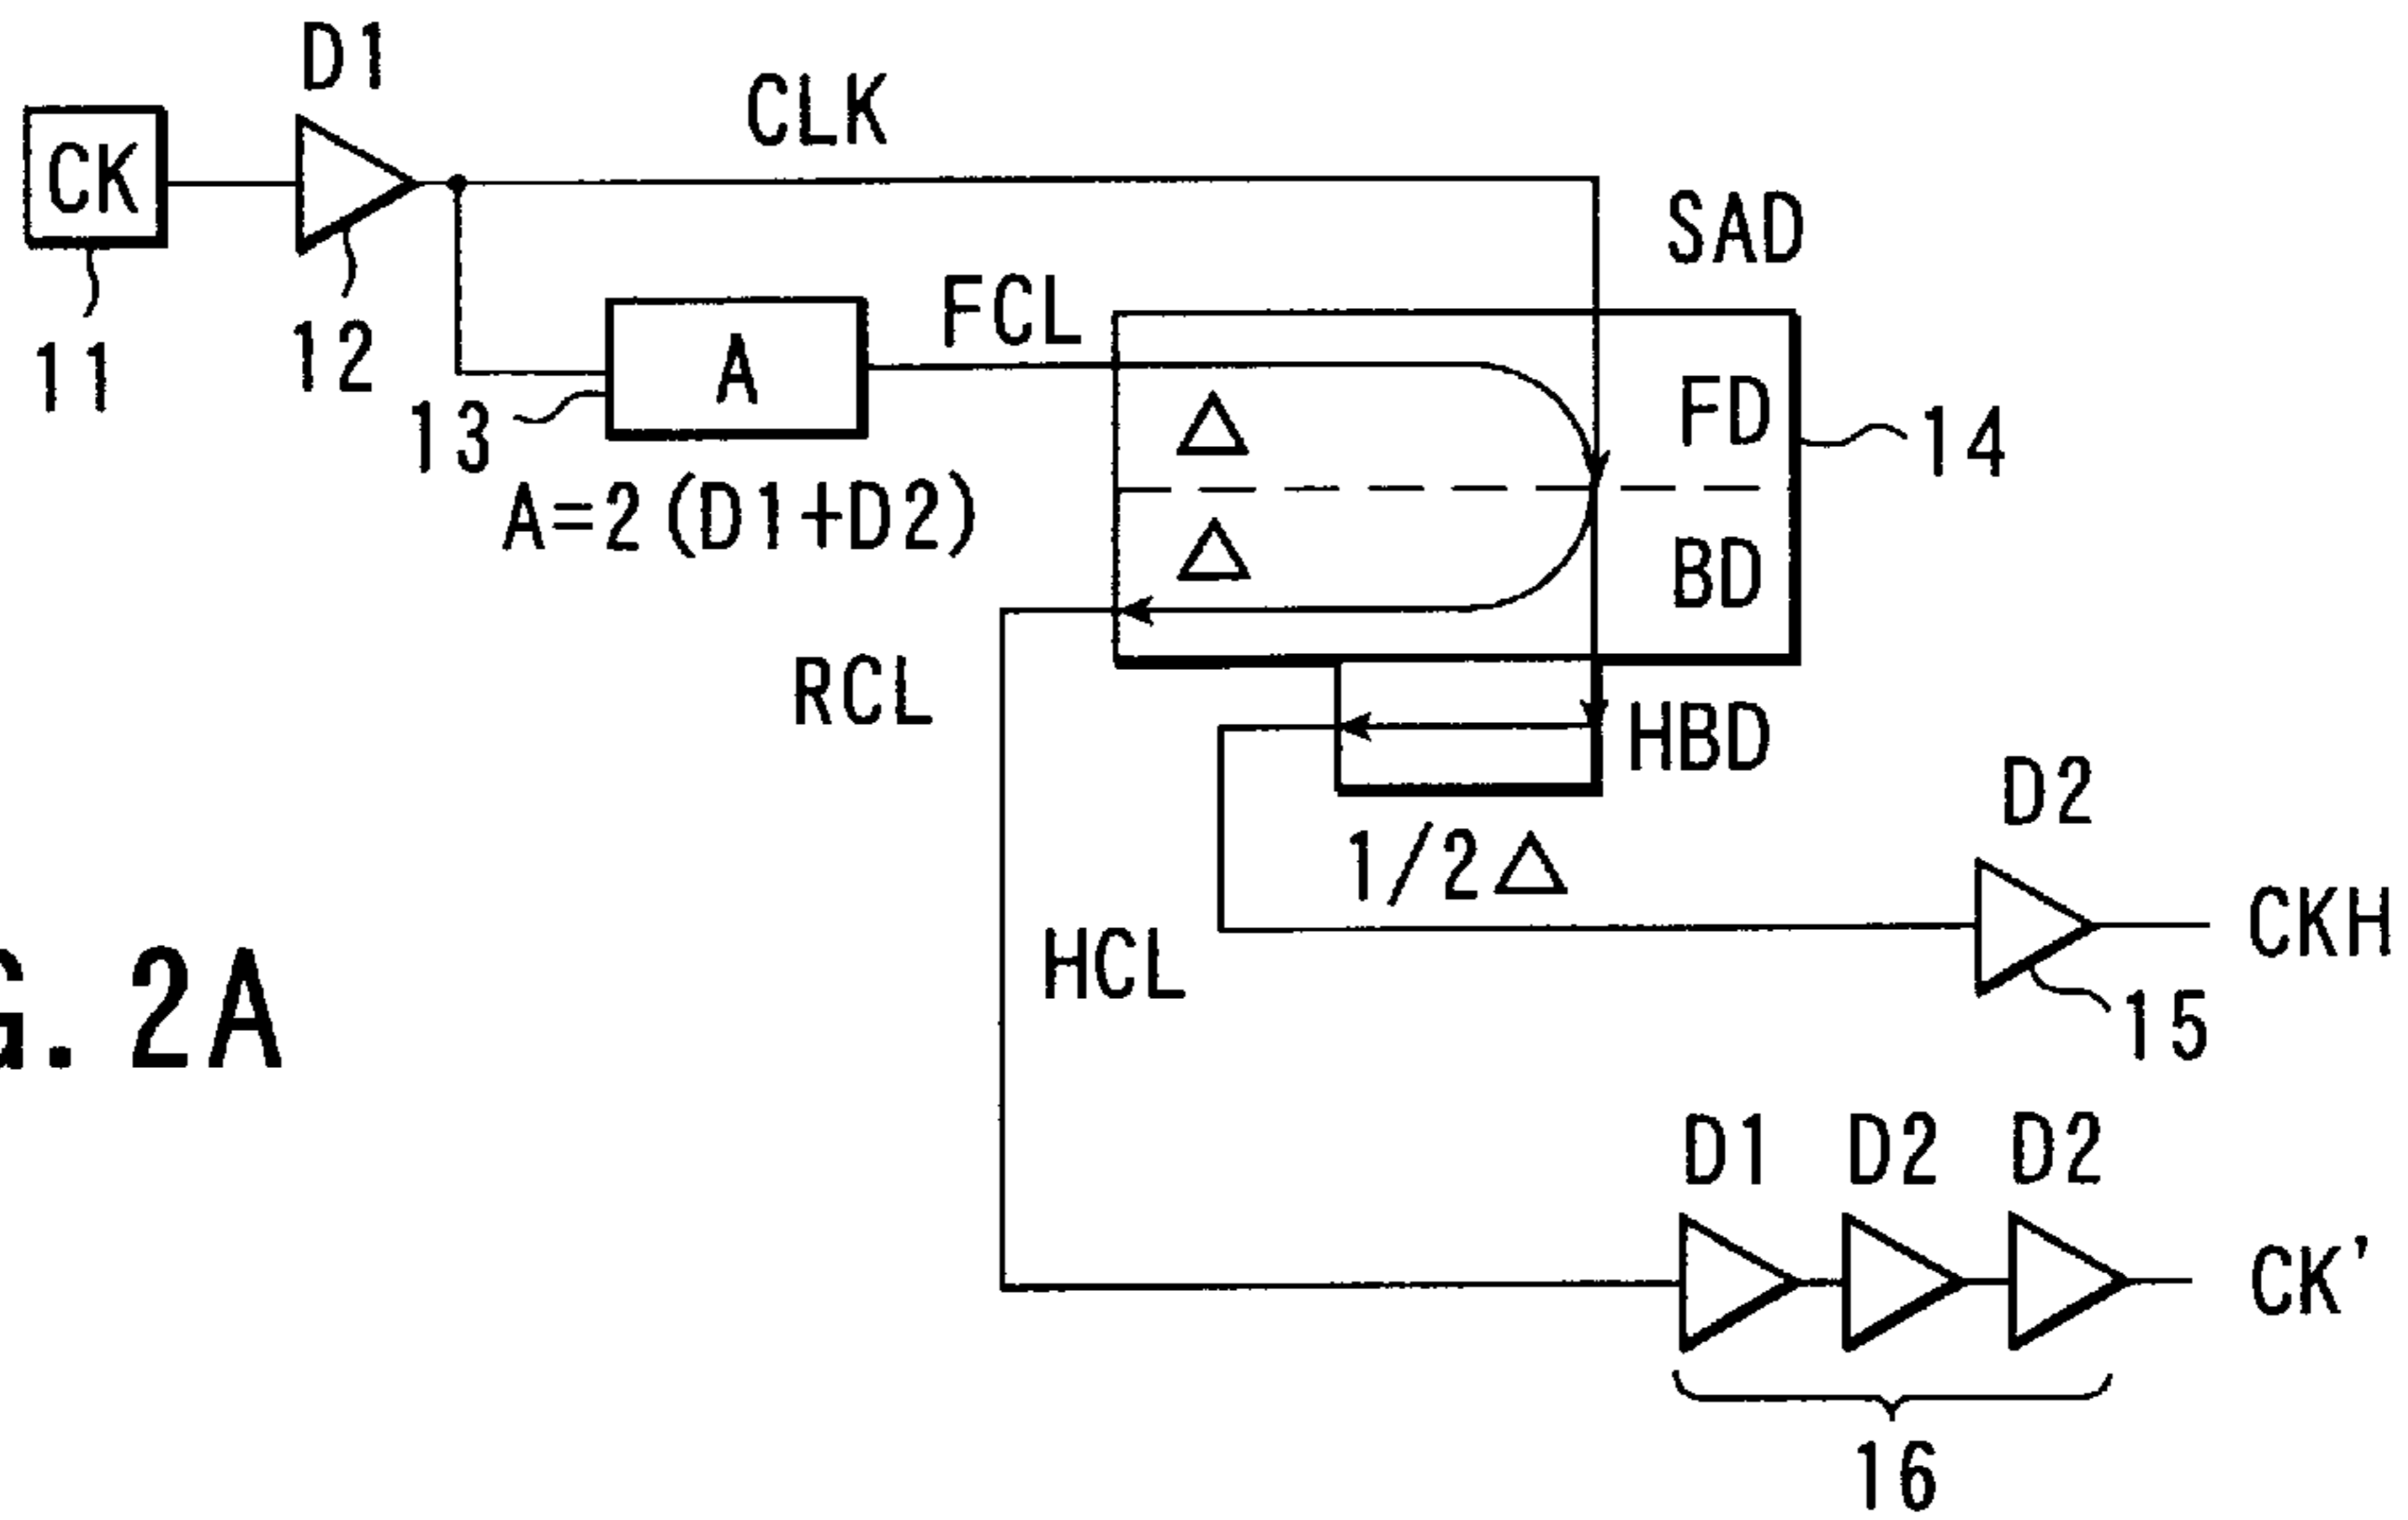 D1
CLK
CK
SAD
FCL
11
12
A
13
△
FD
14
A=2(D1+D2)
△
BD
RCL
HBD
D2
1/2△
CKH
HCL
15
G. 2A
D1 D2 D2
CK'
16